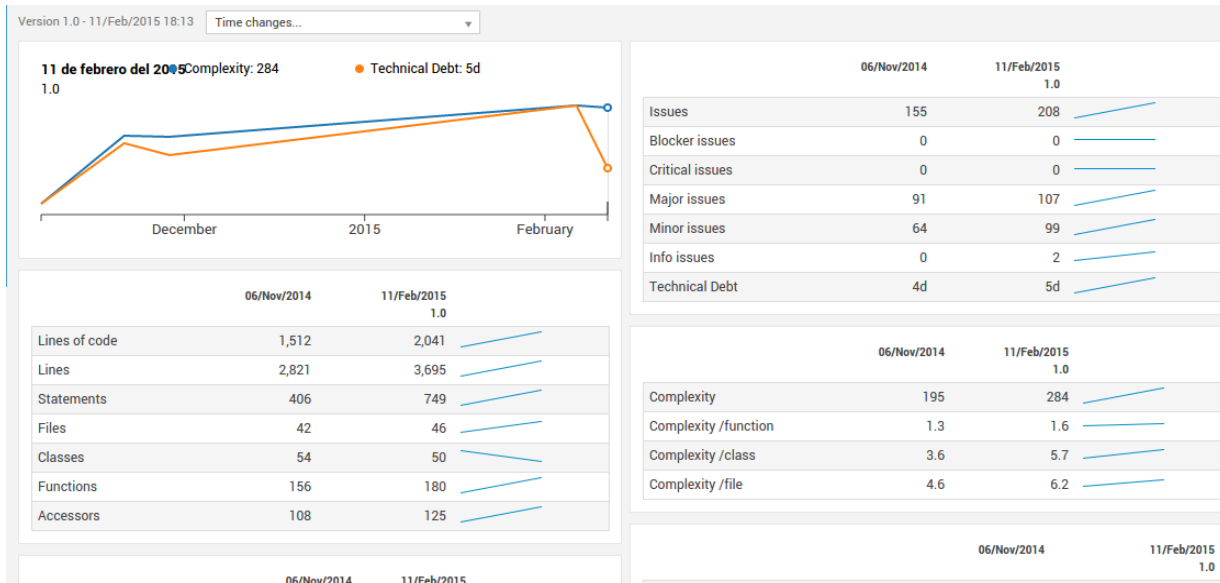 Version 1.0 - 11/Feb/2015 18:13 Time changes...
11 de febrero del 2015 Complexity: 284 Technical Debt: 5d
1.0
December 2015 February
06/Nov/2014 11/Feb/2015
1.0
Lines of code 1,512 2,041
Lines 2,821 3,695
Statements 406 749
Files 42 46
Classes 54 50
Functions 156 180
Accessors 108 125
06/Nov/2014 11/Feb/2015
06/Nov/2014 11/Feb/2015
1.0
Issues 155 208
Blocker issues 0 0
Critical issues 0 0
Major issues 91 107
Minor issues 64 99
Info issues 0 2
Technical Debt 4d 5d
06/Nov/2014 11/Feb/2015
1.0
Complexity 195 284
Complexity /function 1.3 1.6
Complexity /class 3.6 5.7
Complexity /file 4.6 6.2
06/Nov/2014 11/Feb/2015
1.0